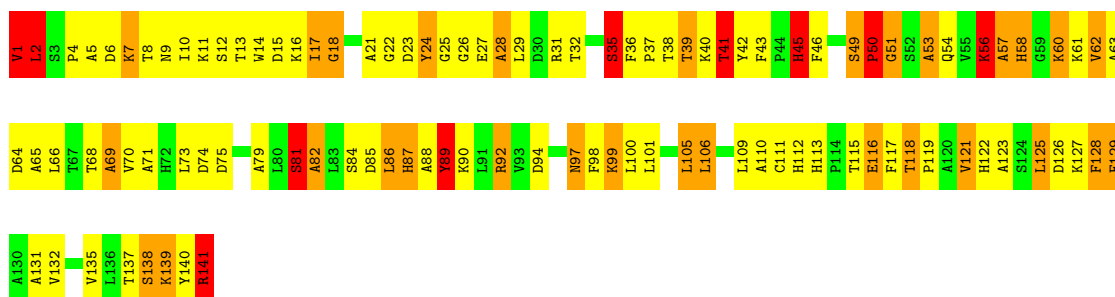 V1 L2 S3 P4 A5 D6 K7 T8 N9 I10 K11 S12 T13 W14 D15 K16 I17 G18 A21 G22 D23 Y24 G25 G26 E27 A28 L29 D30 R31 T32 S35 F36 P37 T38 T39 K40 T41 Y42 F43 P44 H45 F46 S49 P50 G51 S52 A53 Q54 V55 K56 A57 H58 G59 K60 K61 V62 A63
D64 A65 L66 T67 T68 A69 V70 A71 H72 L73 D74 D75 A79 L80 S81 A82 L83 S84 D85 L86 H87 A88 Y89 K90 L91 R92 V93 D94 N97 F98 K99 L100 L101 L105 L106 L109 A110 C111 H112 H113 P114 T115 E116 F117 T118 P119 A120 V121 H122 A123 S124 L125 D126 K127 F128 F129
A130 A131 V132 V135 L136 T137 S138 K139 Y140 R141